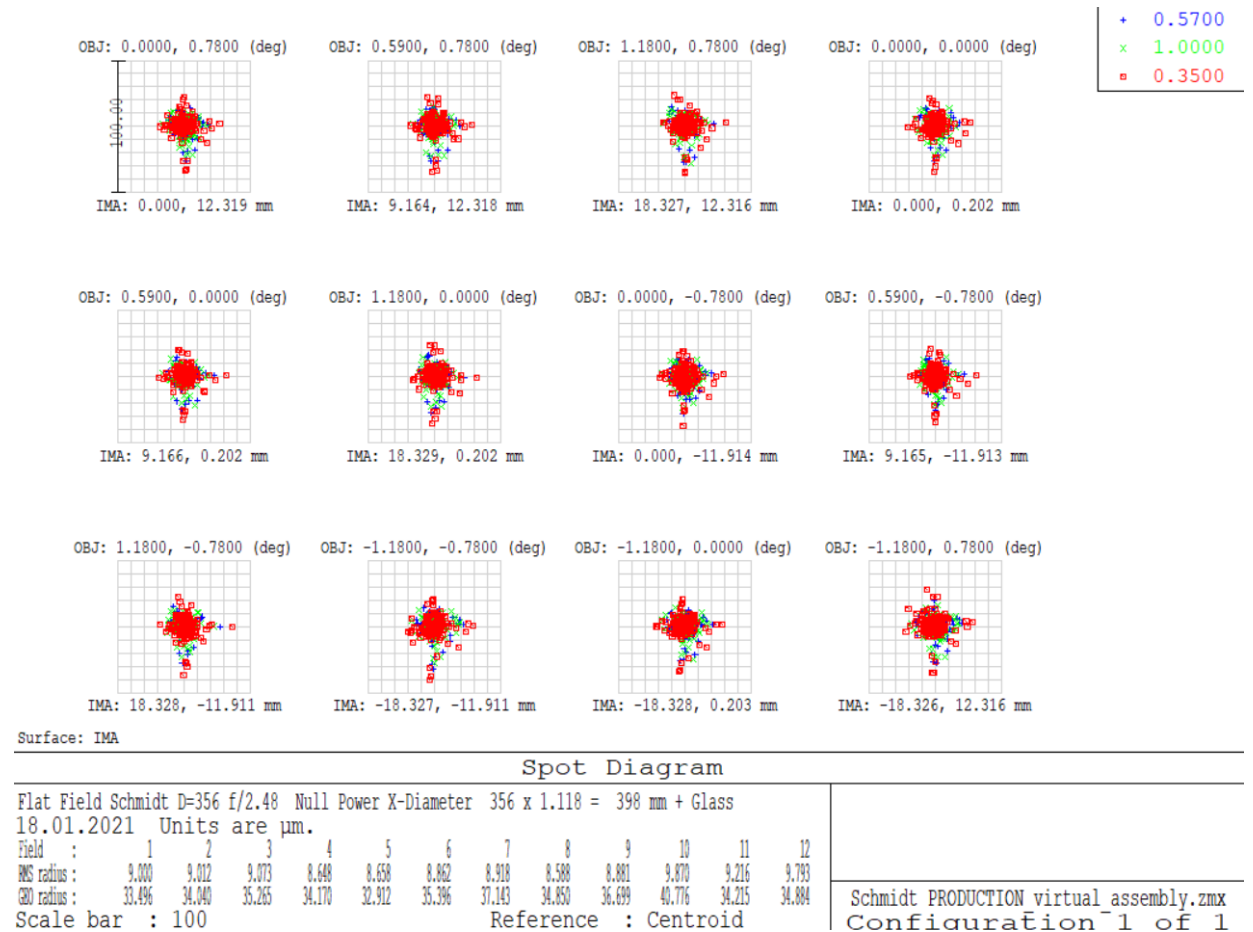 + 0.5700
× 1.0000
0.3500
OBJ: 0.0000, 0.7800 (deg) OBJ: 0.5900, 0.7800 (deg) OBJ: 1.1800, 0.7800 (deg) OBJ: 0.0000, 0.0000 (deg)
100.00
IMA: 0.000, 12.319 mm IMA: 9.164, 12.318 mm IMA: 18.327, 12.316 mm IMA: 0.000, 0.202 mm
OBJ: 0.5900, 0.0000 (deg) OBJ: 1.1800, 0.0000 (deg) OBJ: 0.0000, -0.7800 (deg) OBJ: 0.5900, -0.7800 (deg)
IMA: 9.166, 0.202 mm IMA: 18.329, 0.202 mm IMA: 0.000, -11.914 mm IMA: 9.165, -11.913 mm
OBJ: 1.1800, -0.7800 (deg) OBJ: -1.1800, -0.7800 (deg) OBJ: -1.1800, 0.0000 (deg) OBJ: -1.1800, 0.7800 (deg)
IMA: 18.328, -11.911 mm IMA: -18.327, -11.911 mm IMA: -18.328, 0.203 mm IMA: -18.326, 12.316 mm
Surface: IMA
Spot Diagram
Flat Field Schmidt D=356 f/2.48 Null Power X-Diameter 356 x 1.118 = 398 mm + Glass
18.01.2021 Units are µm.
Field : 1 2 3 4 5 6 7 8 9 10 11 12
RMS radius : 9.000 9.012 9.073 8.648 8.658 8.862 8.918 8.588 8.881 9.870 9.216 9.793
GEO radius : 33.496 34.040 35.265 34.170 32.912 35.396 37.143 34.850 36.699 40.776 34.215 34.884
Scale bar : 100 Reference : Centroid
Schmidt PRODUCTION virtual assembly.zmx
Configuration 1 of 1